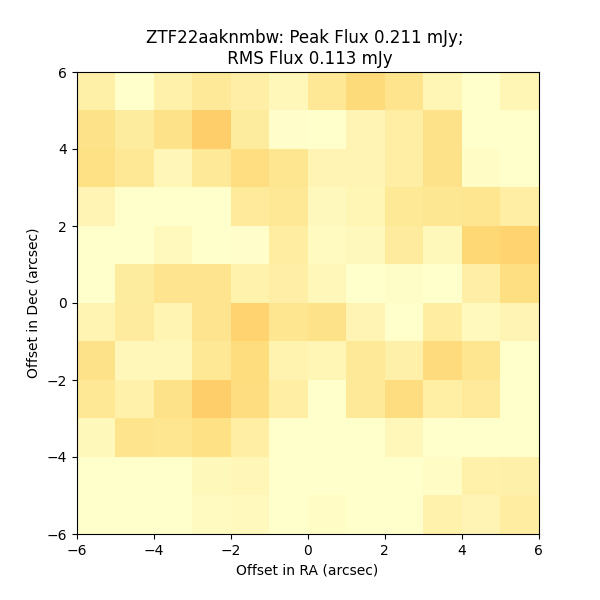 ZTF22aaknmbw: Peak Flux 0.211 mJy;
RMS Flux 0.113 mJy
6
4
2
0
−2
−4
−6
Offset in Dec (arcsec)
−6 −4 −2 0 2 4 6
Offset in RA (arcsec)